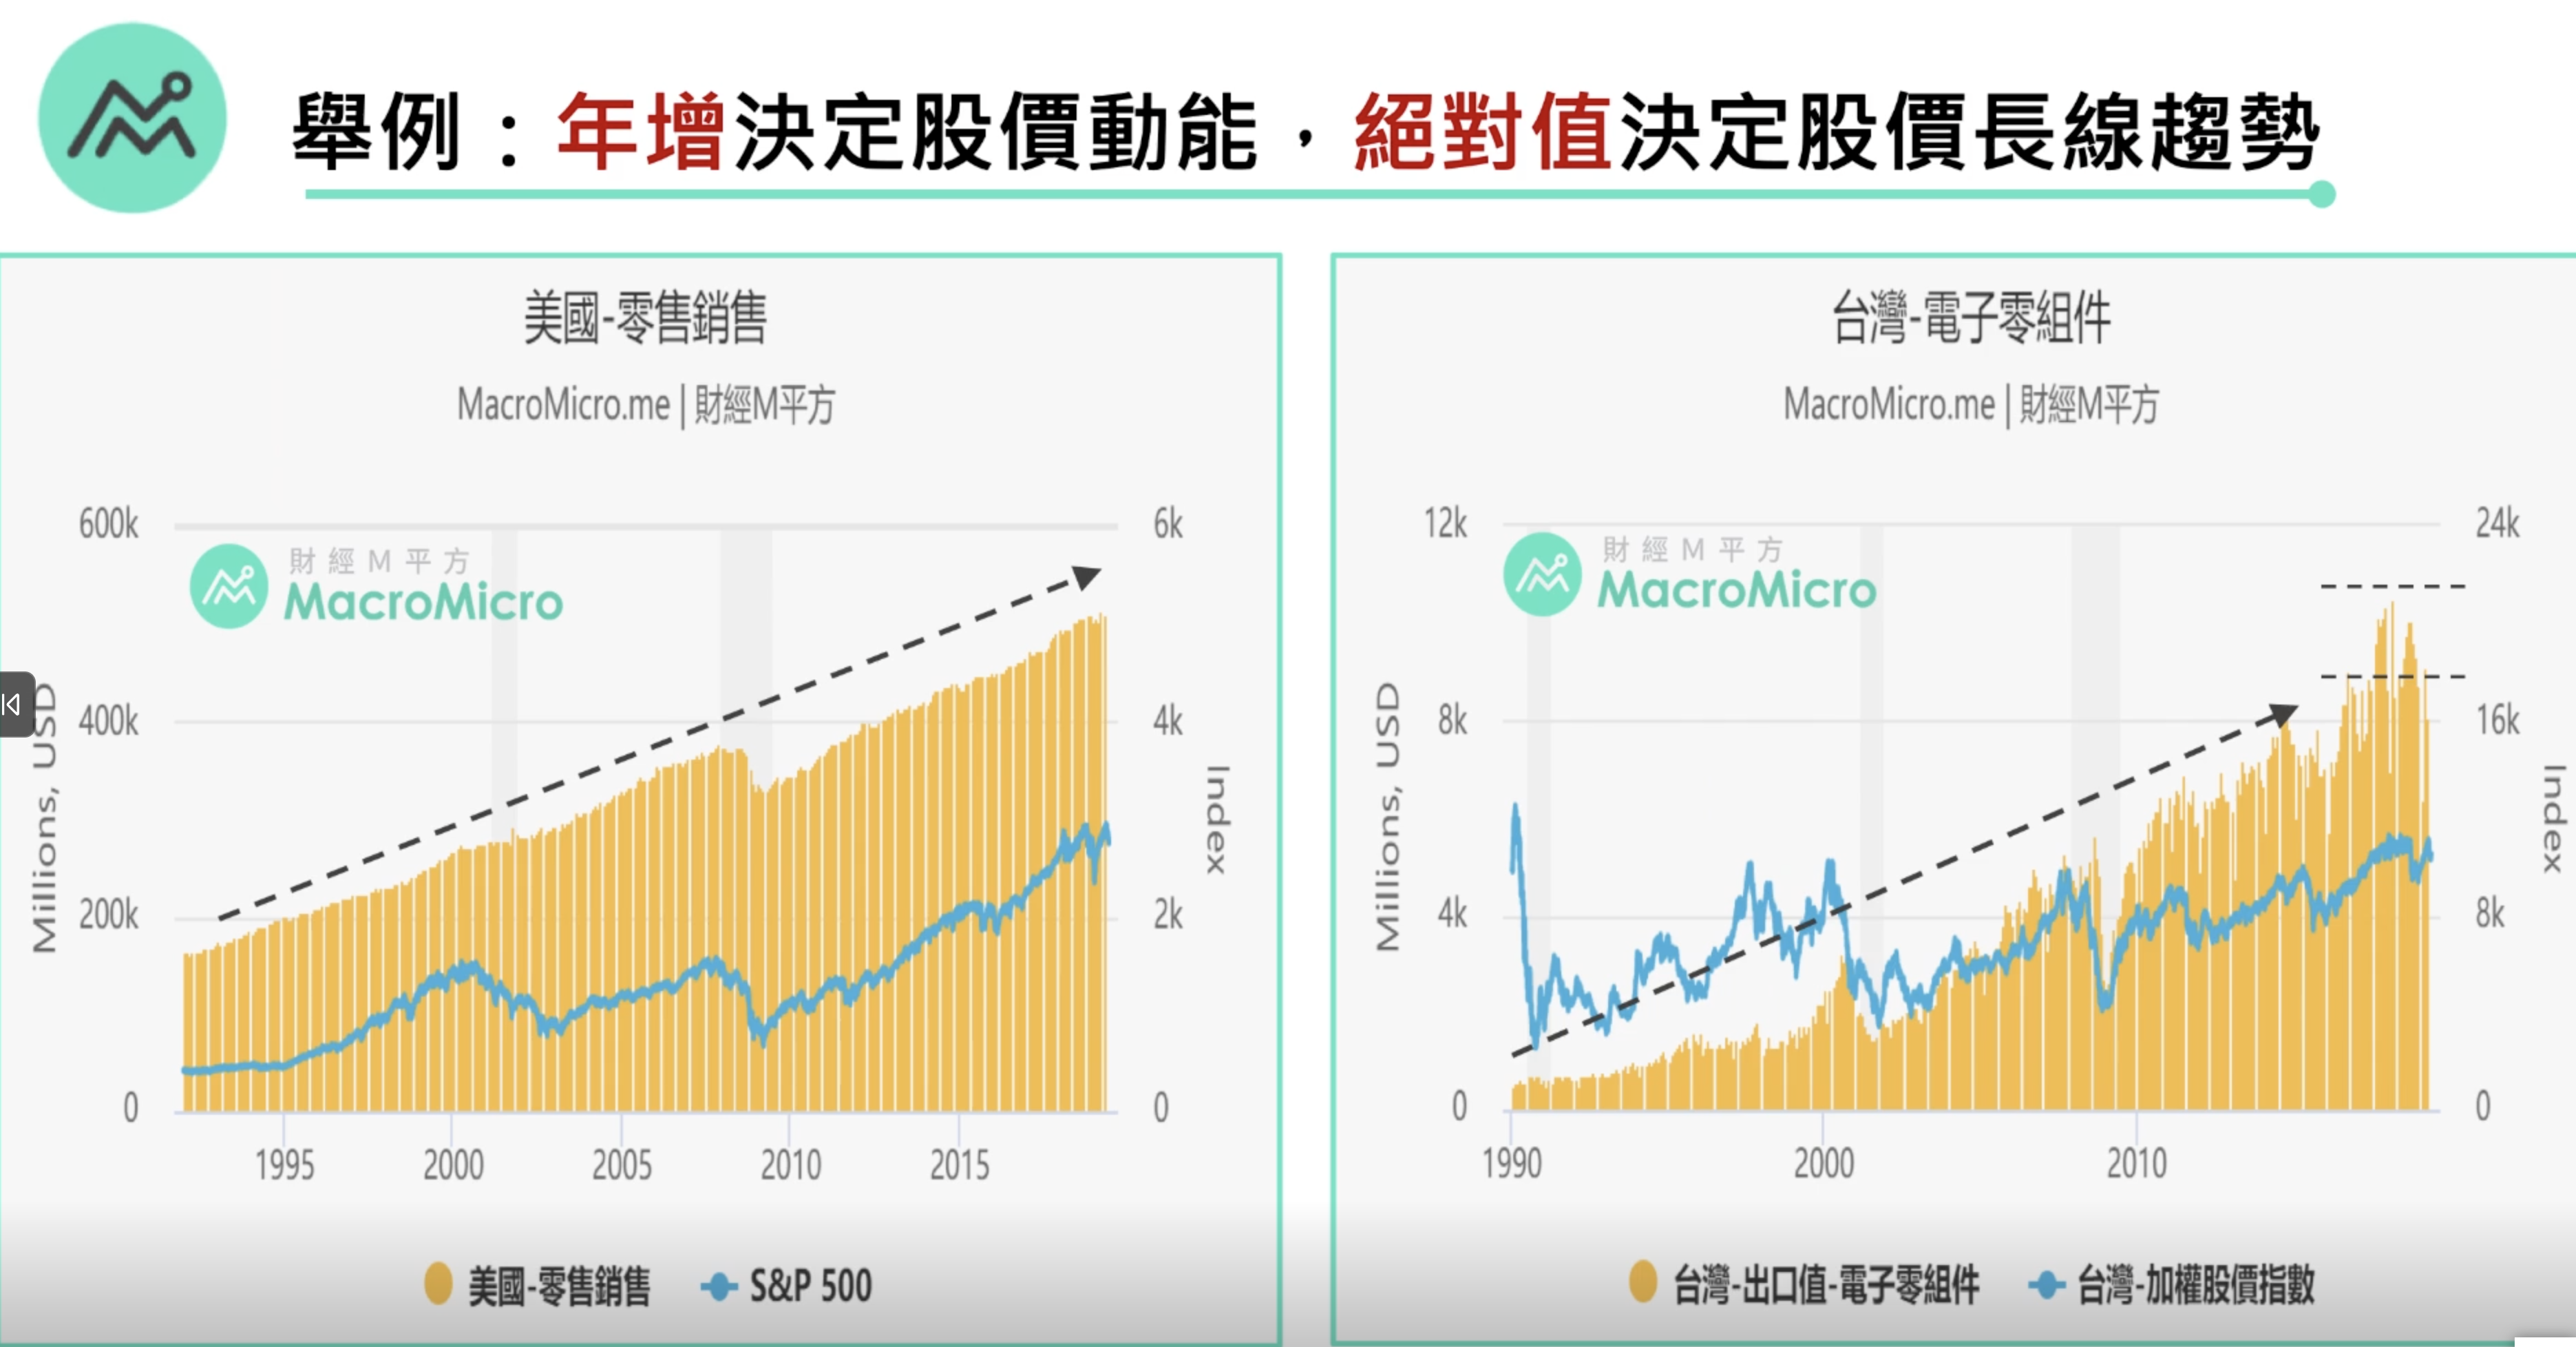 舉例：年增決定股價動能，絕對值決定股價長線趨勢
美國-零售銷售
MacroMicro.me | 財經M平方
600k
400k
200k
0
Millions, USD
6k
4k
2k
0
Index
財經M平方
MacroMicro
1995
2000
2005
2010
2015
美國-零售銷售
S&P 500
台灣-電子零組件
MacroMicro.me | 財經M平方
12k
8k
4k
0
Millions, USD
24k
16k
8k
0
Index
財經M平方
MacroMicro
1990
2000
2010
台灣-出口值-電子零組件
台灣-加權股價指數